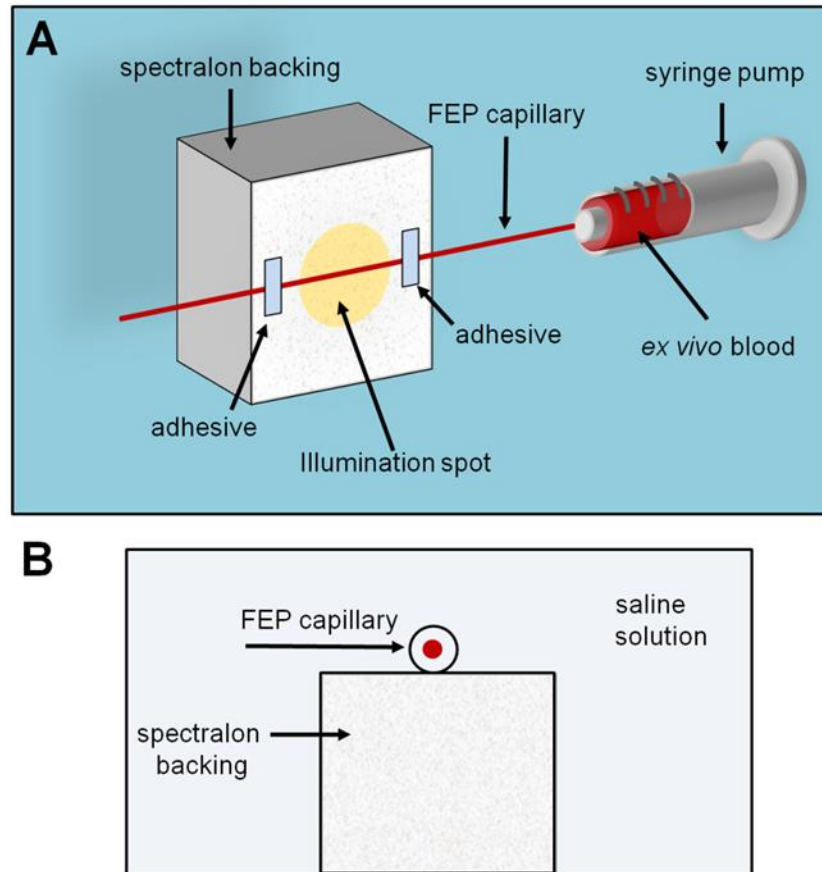 A
spectralon backing
FEP capillary
syringe pump
adhesive
ex vivo blood
adhesive
Illumination spot
B
FEP capillary
saline
solution
spectralon
backing